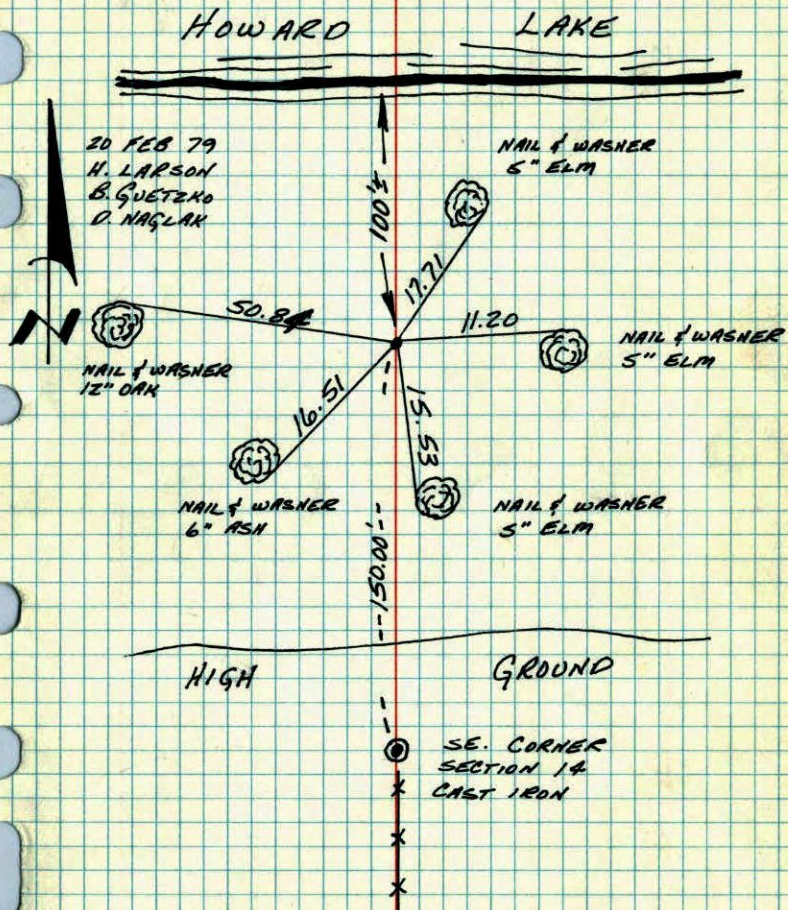 HOWARD LAKE
20 FEB 79
H. LARSON
B. GUETZKO
D. NAGLAK
NAIL & WASHER
6" ELM
100'±
17.71
N
50.84
11.20
NAIL & WASHER
12" OAK
NAIL & WASHER
5" ELM
16.51
15.53
NAIL & WASHER
6" ASH
NAIL & WASHER
5" ELM
150.00'
HIGH GROUND
SE. CORNER
SECTION 14
CAST IRON